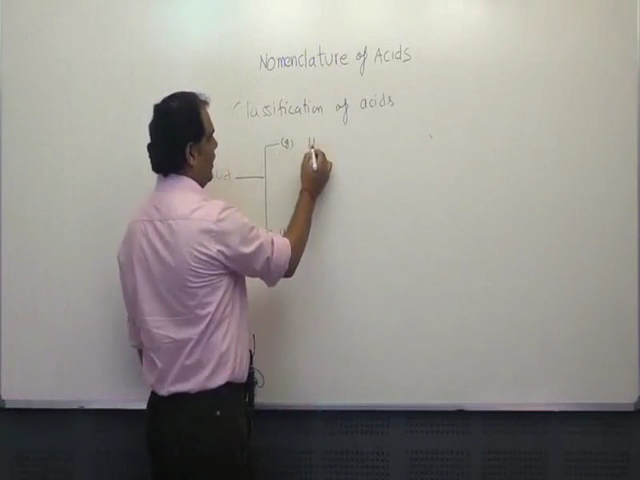 Nomenclature of Acids
Classification of acids
(a) H